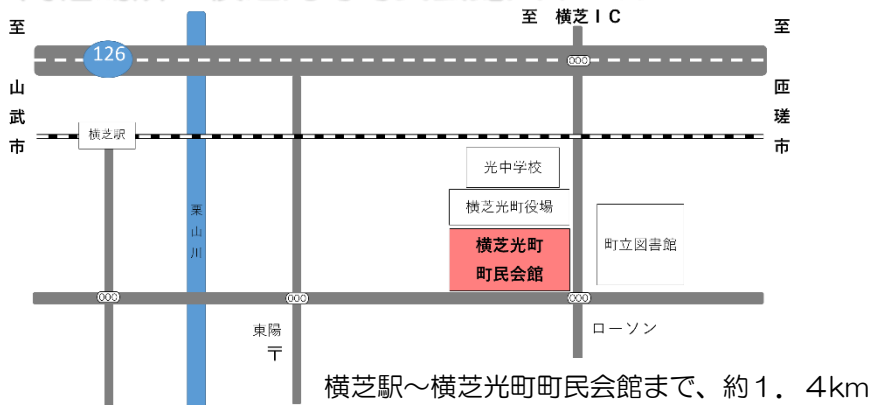 至 横芝ＩＣ
至
山
武
市
126
至
匝
瑳
市
横芝駅
光中学校
横芝光町役場
横芝光町
町民会館
町立図書館
栗
山
川
東陽
〒
ローソン
横芝駅～横芝光町町民会館まで、約１．４km